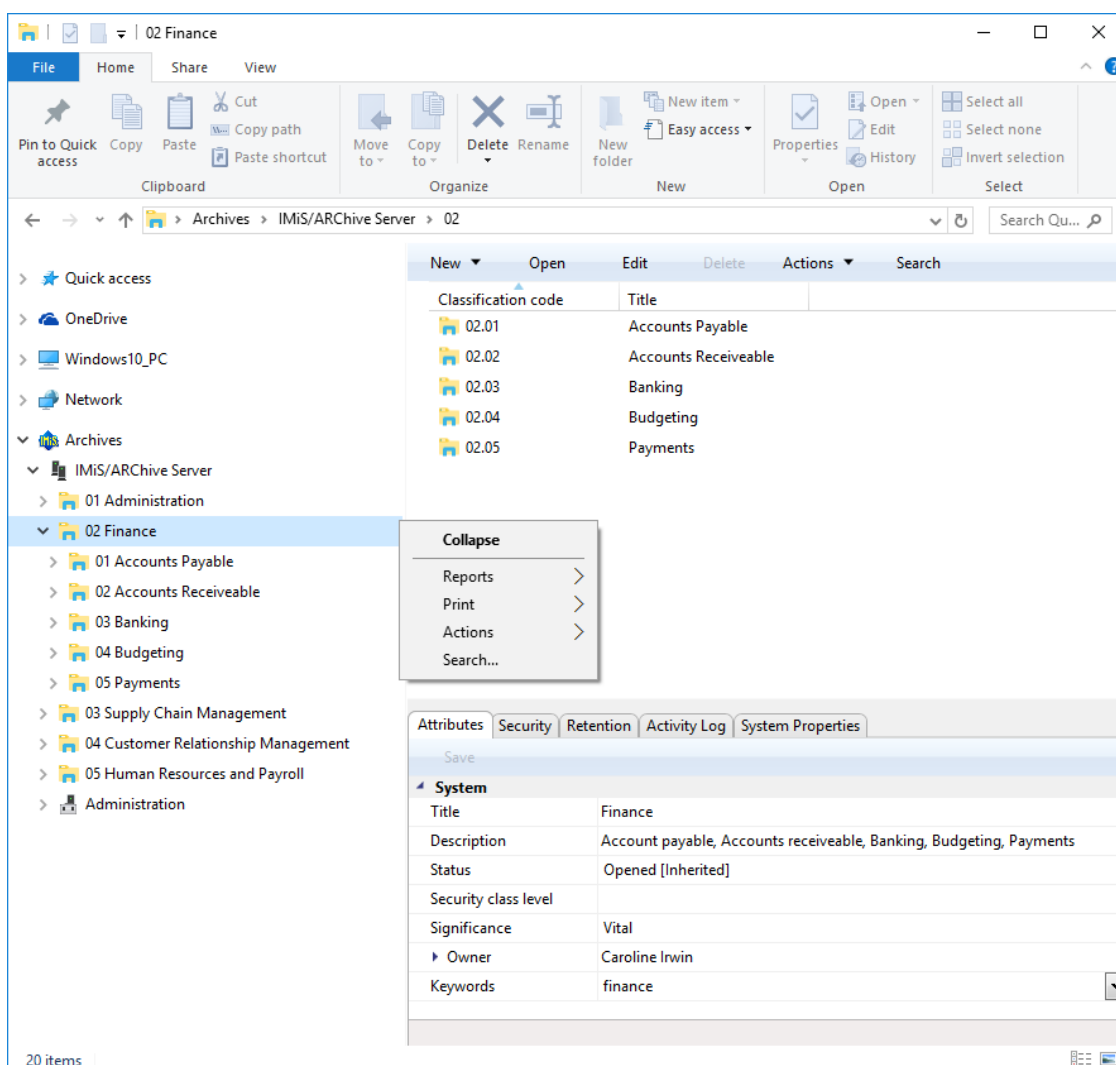 02 Finance
File Home Share View
Pin to Quick access
Copy
Paste
Cut
Copy path
Paste shortcut
Clipboard
Move to
Copy to
Delete
Rename
Organize
New folder
New item
Easy access
New
Properties
Open
Edit
History
Open
Select all
Select none
Invert selection
Select
Archives > IMiS/ARChive Server > 02
Search Qu...
Quick access
OneDrive
Windows10_PC
Network
Archives
IMiS/ARChive Server
01 Administration
02 Finance
01 Accounts Payable
02 Accounts Receiveable
03 Banking
04 Budgeting
05 Payments
03 Supply Chain Management
04 Customer Relationship Management
05 Human Resources and Payroll
Administration
New Open Edit Delete Actions Search
Classification code Title
02.01 Accounts Payable
02.02 Accounts Receiveable
02.03 Banking
02.04 Budgeting
02.05 Payments
Collapse
Reports
Print
Actions
Search...
Attributes Security Retention Activity Log System Properties
Save
System
Title Finance
Description Account payable, Accounts receiveable, Banking, Budgeting, Payments
Status Opened [Inherited]
Security class level
Significance Vital
Owner Caroline Irwin
Keywords finance
20 items